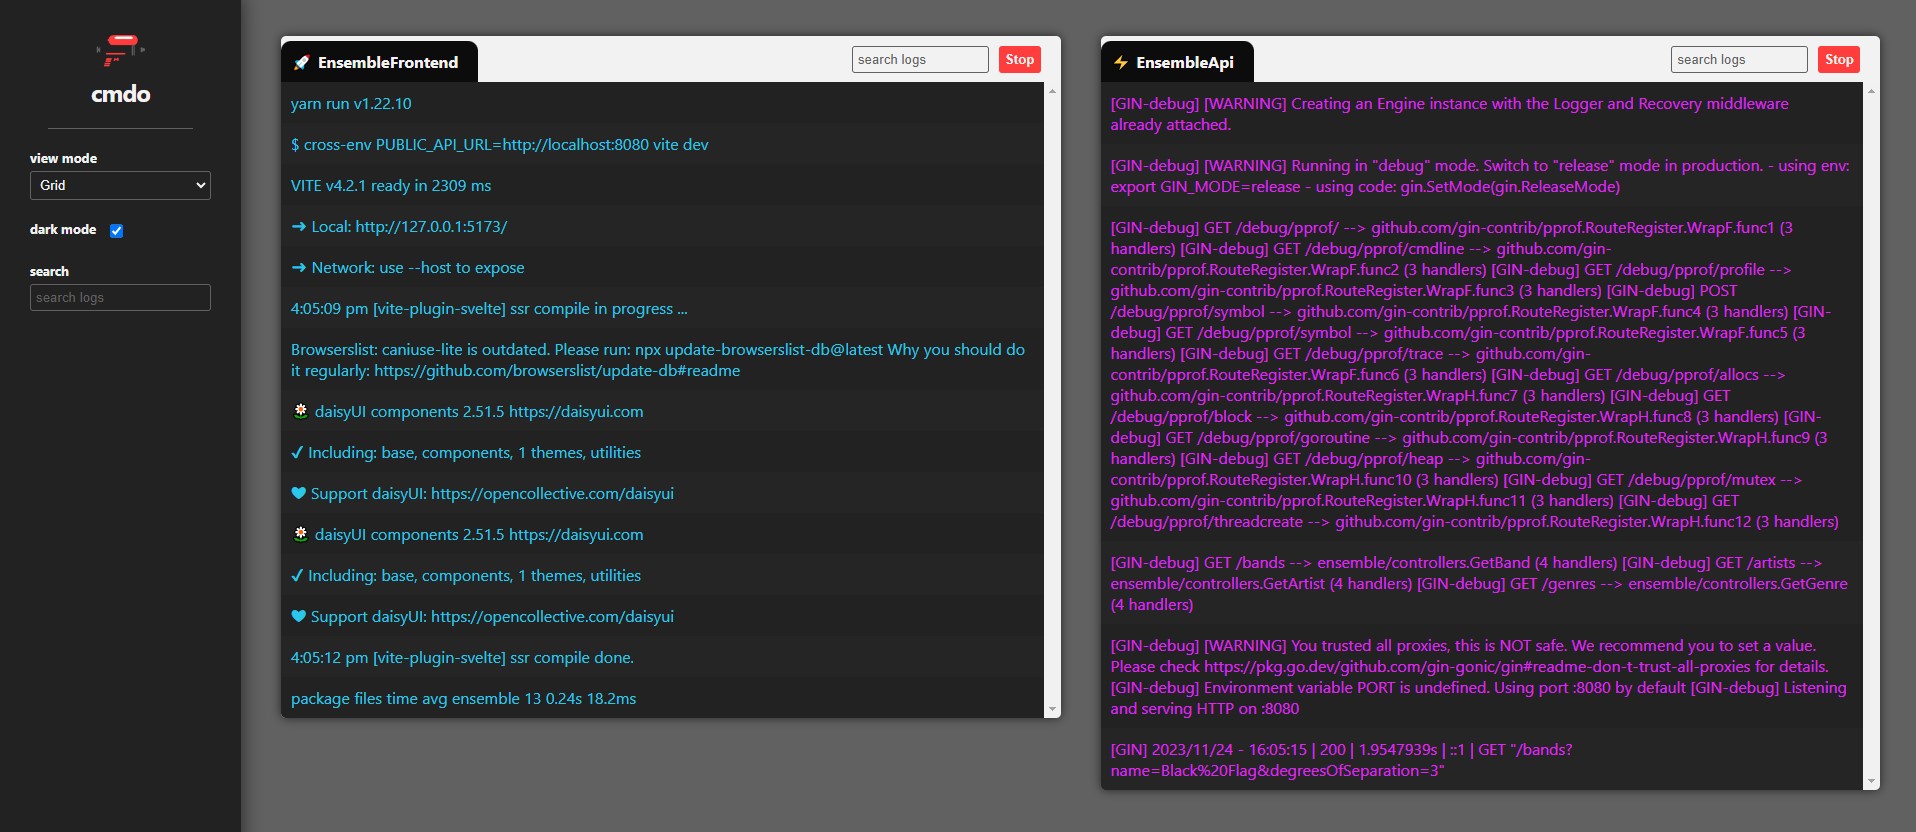 cmdo
view mode
Grid
dark mode
search
search logs
🚀 EnsembleFrontend
search logs
Stop
yarn run v1.22.10
$ cross-env PUBLIC_API_URL=http://localhost:8080 vite dev
VITE v4.2.1 ready in 2309 ms
➜ Local: http://127.0.0.1:5173/
➜ Network: use --host to expose
4:05:09 pm [vite-plugin-svelte] ssr compile in progress ...
Browserslist: caniuse-lite is outdated. Please run: npx update-browserslist-db@latest Why you should do
it regularly: https://github.com/browserslist/update-db#readme
🌼 daisyUI components 2.51.5 https://daisyui.com
✔︎ Including: base, components, 1 themes, utilities
❤︎ Support daisyUI: https://opencollective.com/daisyui
🌼 daisyUI components 2.51.5 https://daisyui.com
✔︎ Including: base, components, 1 themes, utilities
❤︎ Support daisyUI: https://opencollective.com/daisyui
4:05:12 pm [vite-plugin-svelte] ssr compile done.
package files time avg ensemble 13 0.24s 18.2ms
⚡ EnsembleApi
search logs
Stop
[GIN-debug] [WARNING] Creating an Engine instance with the Logger and Recovery middleware
already attached.
[GIN-debug] [WARNING] Running in "debug" mode. Switch to "release" mode in production. - using env:
export GIN_MODE=release - using code: gin.SetMode(gin.ReleaseMode)
[GIN-debug] GET /debug/pprof/ --> github.com/gin-contrib/pprof.RouteRegister.WrapF.func1 (3
handlers) [GIN-debug] GET /debug/pprof/cmdline --> github.com/gin-
contrib/pprof.RouteRegister.WrapF.func2 (3 handlers) [GIN-debug] GET /debug/pprof/profile -->
github.com/gin-contrib/pprof.RouteRegister.WrapF.func3 (3 handlers) [GIN-debug] POST
/debug/pprof/symbol --> github.com/gin-contrib/pprof.RouteRegister.WrapF.func4 (3 handlers) [GIN-
debug] GET /debug/pprof/symbol --> github.com/gin-contrib/pprof.RouteRegister.WrapF.func5 (3
handlers) [GIN-debug] GET /debug/pprof/trace --> github.com/gin-
contrib/pprof.RouteRegister.WrapF.func6 (3 handlers) [GIN-debug] GET /debug/pprof/allocs -->
github.com/gin-contrib/pprof.RouteRegister.WrapH.func7 (3 handlers) [GIN-debug] GET
/debug/pprof/block --> github.com/gin-contrib/pprof.RouteRegister.WrapH.func8 (3 handlers) [GIN-
debug] GET /debug/pprof/goroutine --> github.com/gin-contrib/pprof.RouteRegister.WrapH.func9 (3
handlers) [GIN-debug] GET /debug/pprof/heap --> github.com/gin-
contrib/pprof.RouteRegister.WrapH.func10 (3 handlers) [GIN-debug] GET /debug/pprof/mutex -->
github.com/gin-contrib/pprof.RouteRegister.WrapH.func11 (3 handlers) [GIN-debug] GET
/debug/pprof/threadcreate --> github.com/gin-contrib/pprof.RouteRegister.WrapH.func12 (3 handlers)
[GIN-debug] GET /bands --> ensemble/controllers.GetBand (4 handlers) [GIN-debug] GET /artists -->
ensemble/controllers.GetArtist (4 handlers) [GIN-debug] GET /genres --> ensemble/controllers.GetGenre
(4 handlers)
[GIN-debug] [WARNING] You trusted all proxies, this is NOT safe. We recommend you to set a value.
Please check https://pkg.go.dev/github.com/gin-gonic/gin#readme-don-t-trust-all-proxies for details.
[GIN-debug] Environment variable PORT is undefined. Using port :8080 by default [GIN-debug] Listening
and serving HTTP on :8080
[GIN] 2023/11/24 - 16:05:15 | 200 | 1.9547939s | ::1 | GET "/bands?
name=Black%20Flag&degreesOfSeparation=3"